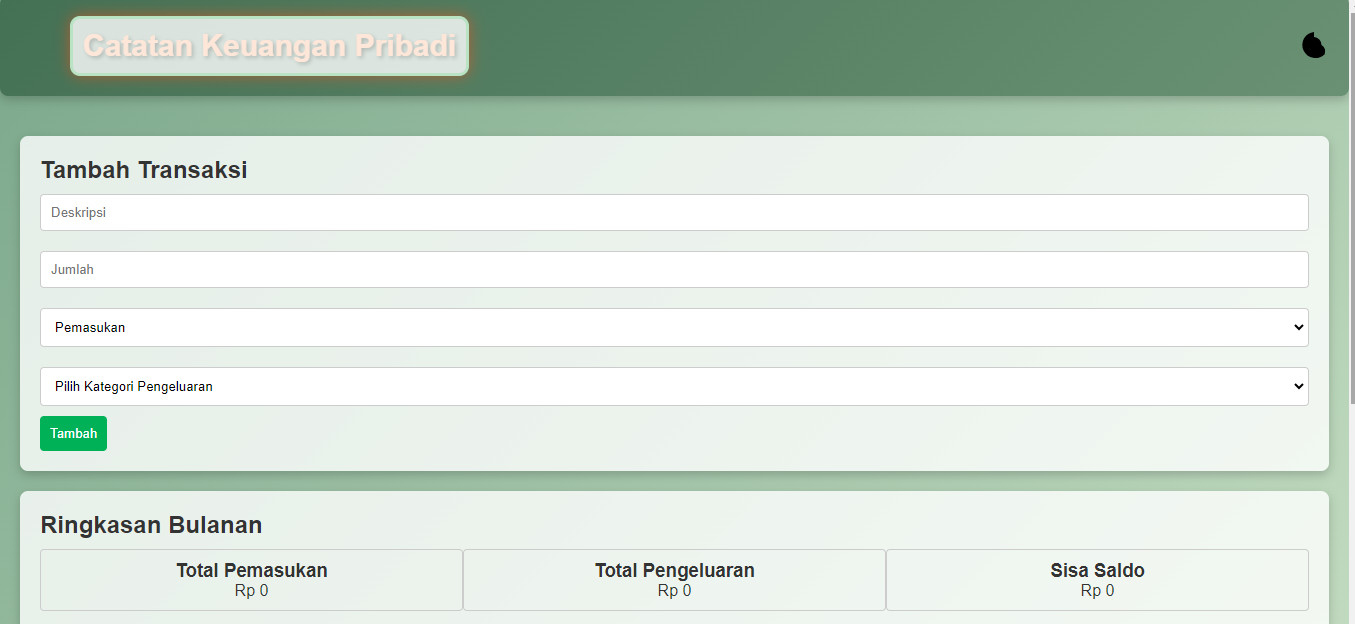 Catatan Keuangan Pribadi
Tambah Transaksi
Deskripsi
Jumlah
Pemasukan
Pilih Kategori Pengeluaran
Tambah
Ringkasan Bulanan
Total Pemasukan
Rp 0
Total Pengeluaran
Rp 0
Sisa Saldo
Rp 0